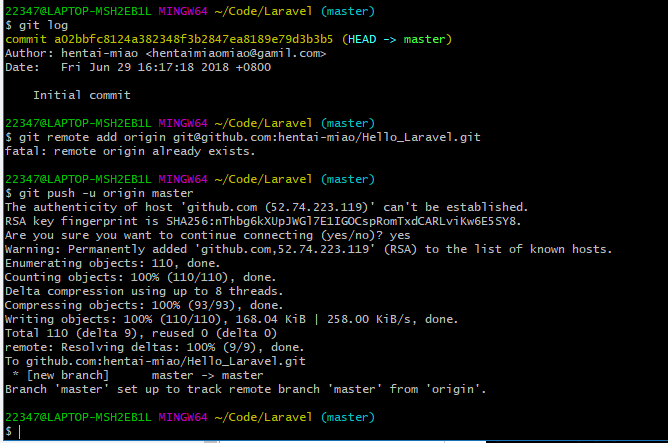 22347@LAPTOP-MSH2EB1L MINGW64 ~/Code/Laravel (master)
$ git log
commit a02bbfc8124a382348f3b2847ea8189e79d3b3b5 (HEAD -> master)
Author: hentai-miao <hentaimiaomiao@gamil.com>
Date:   Fri Jun 29 16:17:18 2018 +0800

    Initial commit

22347@LAPTOP-MSH2EB1L MINGW64 ~/Code/Laravel (master)
$ git remote add origin git@github.com:hentai-miao/Hello_Laravel.git
fatal: remote origin already exists.

22347@LAPTOP-MSH2EB1L MINGW64 ~/Code/Laravel (master)
$ git push -u origin master
The authenticity of host 'github.com (52.74.223.119)' can't be established.
RSA key fingerprint is SHA256:nThbg6kXUpJWGl7E1IGOCspRomTxdCARLviKw6E5SY8.
Are you sure you want to continue connecting (yes/no)? yes
Warning: Permanently added 'github.com,52.74.223.119' (RSA) to the list of known hosts.
Enumerating objects: 110, done.
Counting objects: 100% (110/110), done.
Delta compression using up to 8 threads.
Compressing objects: 100% (93/93), done.
Writing objects: 100% (110/110), 168.04 KiB | 258.00 KiB/s, done.
Total 110 (delta 9), reused 0 (delta 0)
remote: Resolving deltas: 100% (9/9), done.
To github.com:hentai-miao/Hello_Laravel.git
 * [new branch]      master -> master
Branch 'master' set up to track remote branch 'master' from 'origin'.

22347@LAPTOP-MSH2EB1L MINGW64 ~/Code/Laravel (master)
$